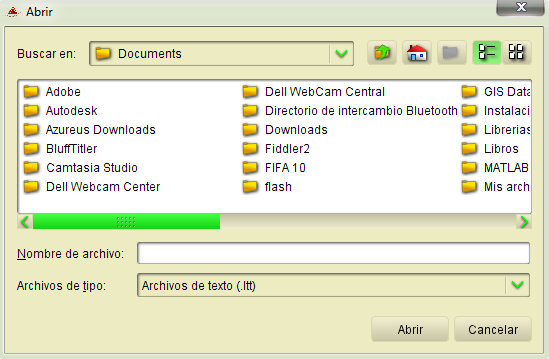 Abrir
Buscar en: Documents
Adobe Dell WebCam Central GIS Data
Autodesk Directorio de intercambio Bluetooth Instalaci
Azureus Downloads Downloads Librerias
BluffTitler Fiddler2 Libros
Camtasia Studio FIFA 10 MATLAB
Dell Webcam Center flash Mis arch
Nombre de archivo:
Archivos de tipo: Archivos de texto (.ltt)
Abrir Cancelar